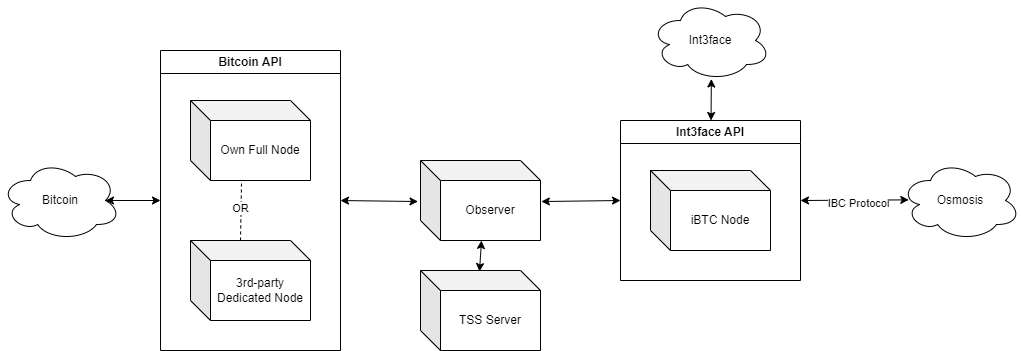 Int3face
Bitcoin API
Own Full Node
OR
3rd-party
Dedicated Node
Bitcoin
Observer
TSS Server
Int3face API
iBTC Node
IBC Protocol
Osmosis